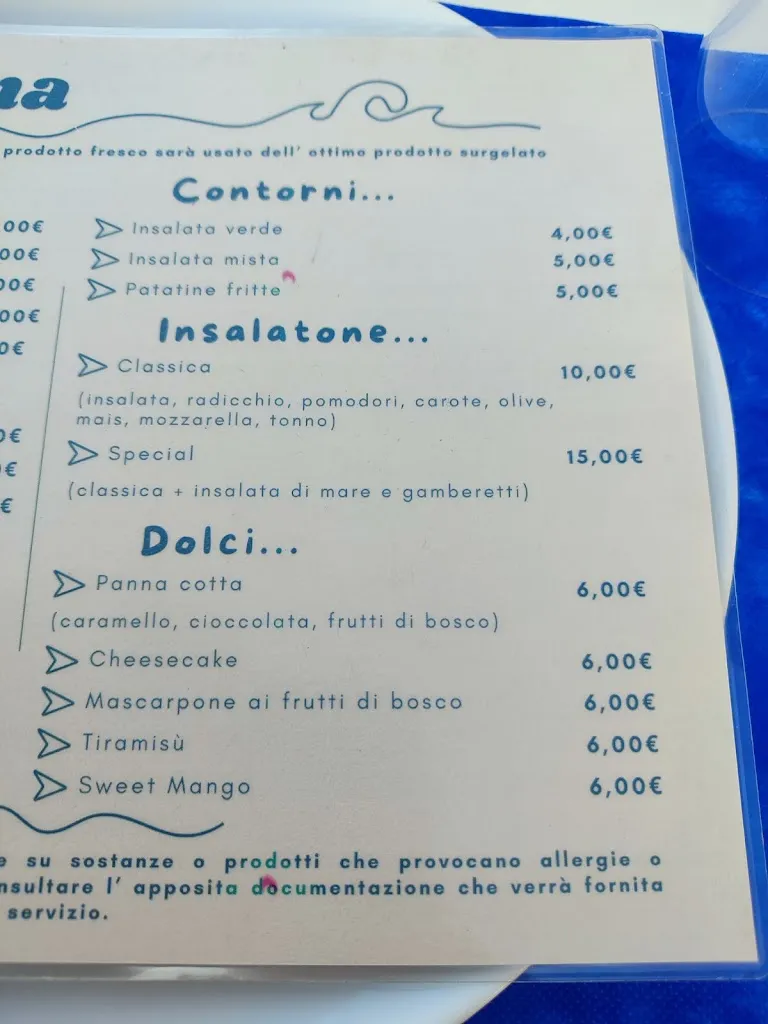 prodotto fresco sarà usato dell' ottimo prodotto surgelato
Contorni...
Insalata verde 4,00€
Insalata mista 5,00€
Patatine fritte 5,00€
Insalatone...
Classica 10,00€
(insalata, radicchio, pomodori, carote, olive,
mais, mozzarella, tonno)
Special 15,00€
(classica + insalata di mare e gamberetti)
Dolci...
Panna cotta 6,00€
(caramello, cioccolata, frutti di bosco)
Cheesecake 6,00€
Mascarpone ai frutti di bosco 6,00€
Tiramisù 6,00€
Sweet Mango 6,00€
su sostanze o prodotti che provocano allergie o
l' apposita documentazione che verrà fornita
servizio.